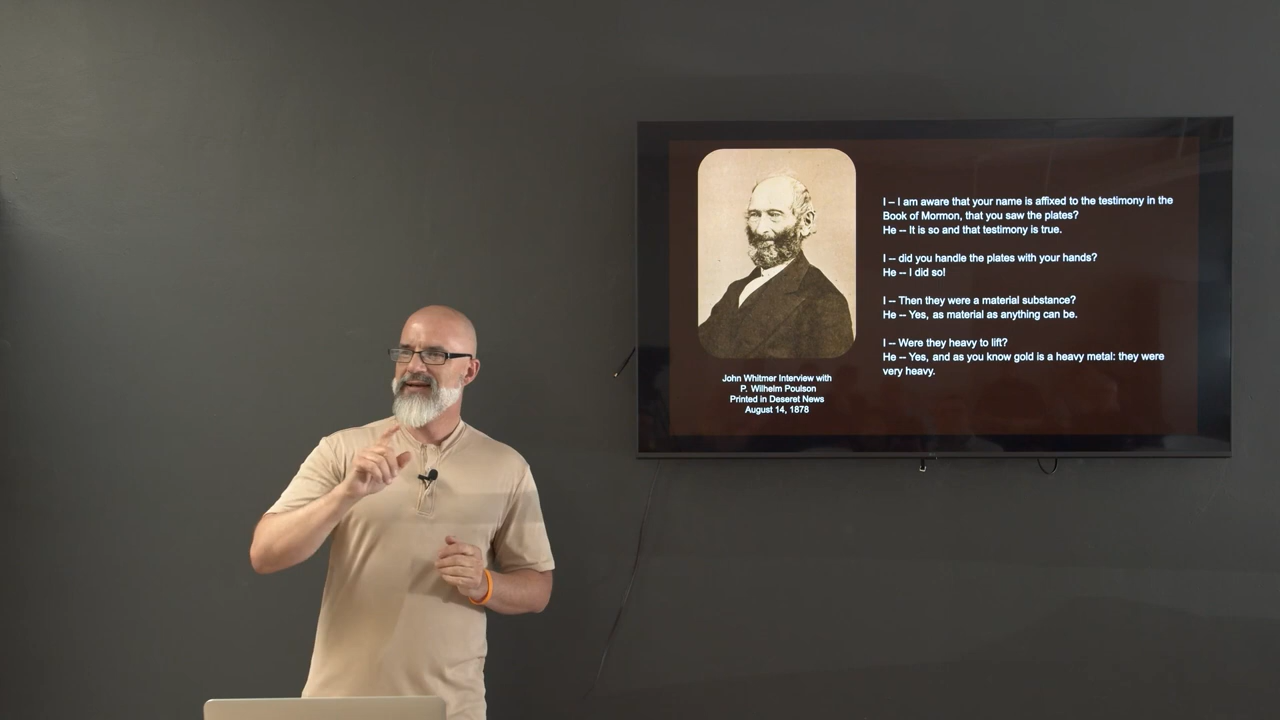 I – I am aware that your name is affixed to the testimony in the
Book of Mormon, that you saw the plates?
He -- It is so and that testimony is true.
I -- did you handle the plates with your hands?
He -- I did so!
I -- Then they were a material substance?
He -- Yes, as material as anything can be.
I -- Were they heavy to lift?
He -- Yes, and as you know gold is a heavy metal: they were
very heavy.
John Whitmer Interview with
P. Wilhelm Poulson
Printed in Deseret News
August 14, 1878